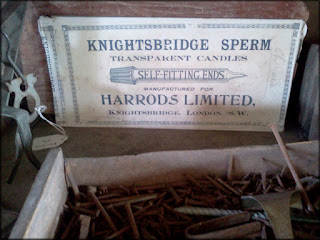 KNIGHTSBRIDGE SPERM
TRANSPARENT CANDLES
SELF-FITTING ENDS
MANUFACTURED FOR
HARRODS LIMITED,
KNIGHTSBRIDGE, LONDON S.W.